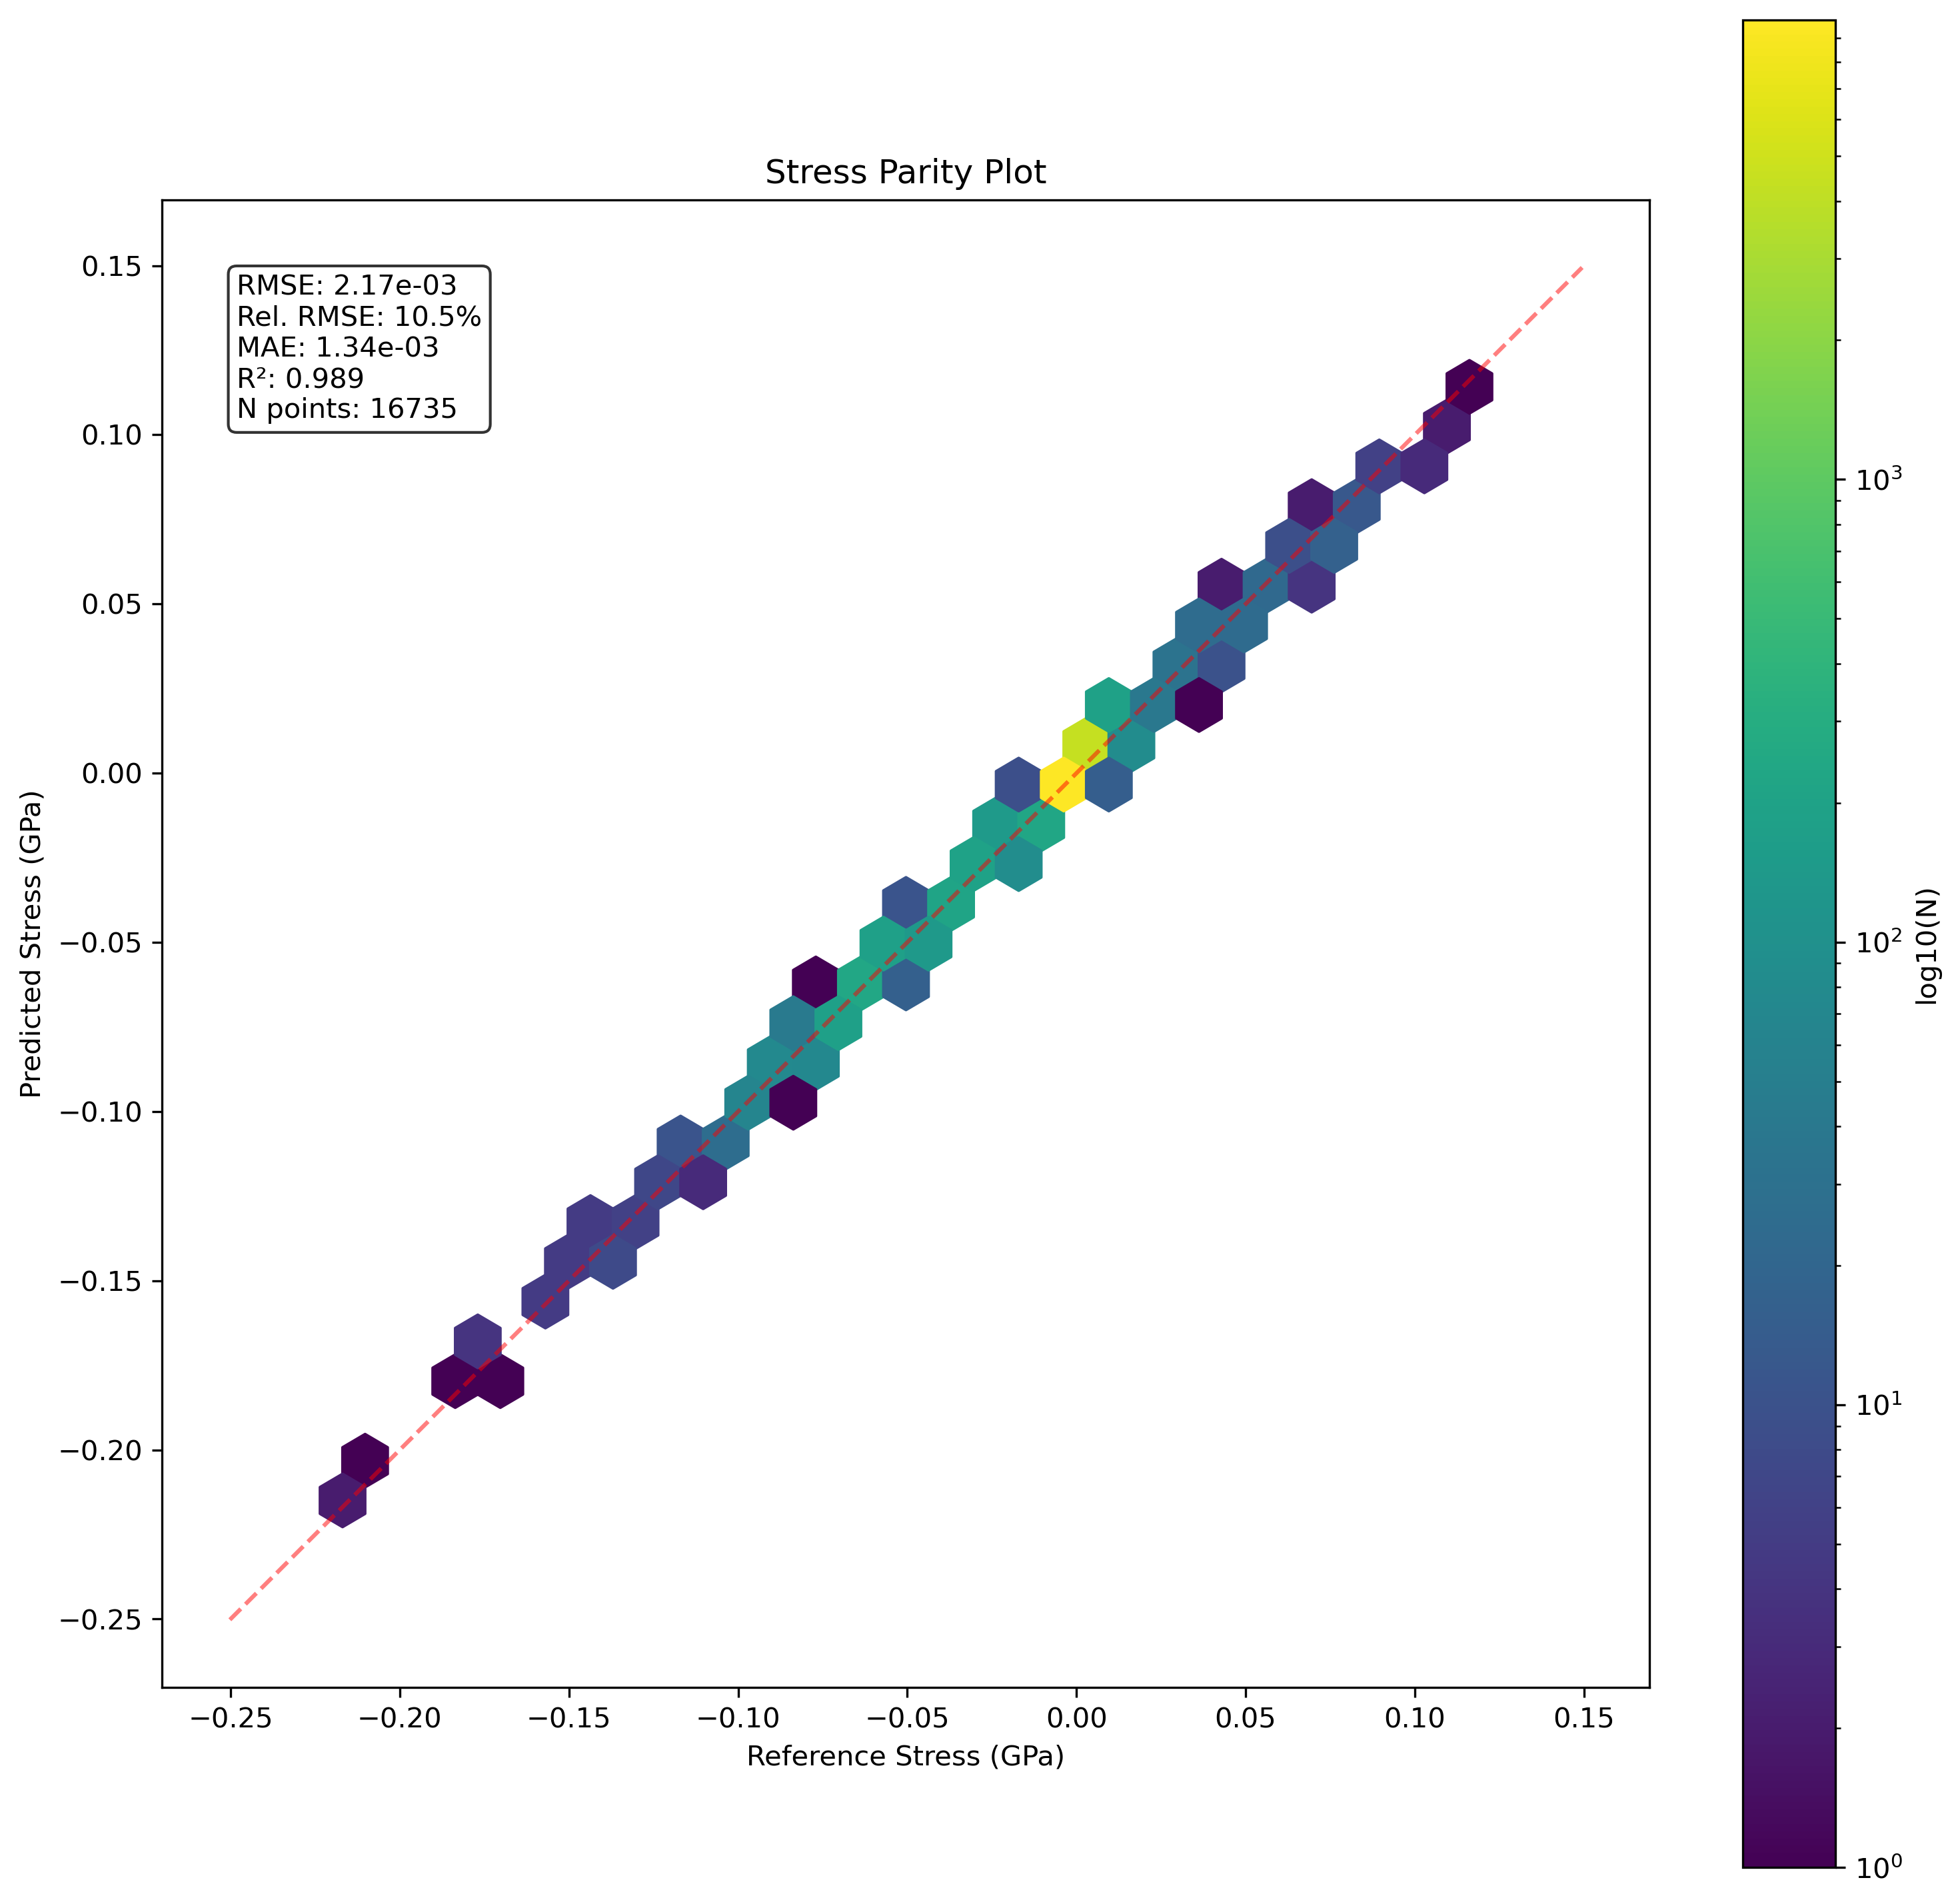 Stress Parity Plot
RMSE: 2.17e-03
Rel. RMSE: 10.5%
MAE: 1.34e-03
R²: 0.989
N points: 16735
Predicted Stress (GPa)
0.15
0.10
0.05
0.00
−0.05
−0.10
−0.15
−0.20
−0.25
−0.25 −0.20 −0.15 −0.10 −0.05 0.00 0.05 0.10 0.15
Reference Stress (GPa)
10³
10²
10¹
10⁰
log10(N)